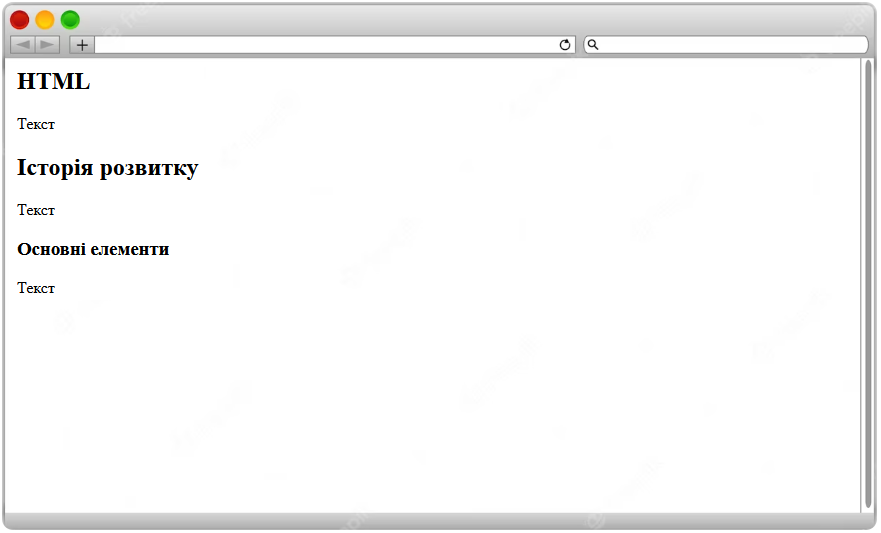 HTML
Текст
Історія розвитку
Текст
Основні елементи
Текст